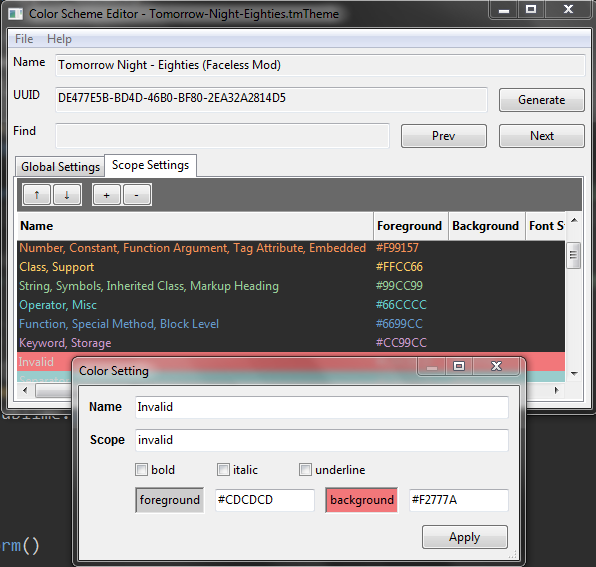 Color Scheme Editor - Tomorrow-Night-Eighties.tmTheme
File Help
Name Tomorrow Night - Eighties (Faceless Mod)
UUID DE477E5B-BD4D-46B0-BF80-2EA32A2814D5 Generate
Find Prev Next
Global Settings Scope Settings
↑ ↓ + -
Name Foreground Background Font St
Number, Constant, Function Argument, Tag Attribute, Embedded #F99157
Class, Support #FFCC66
String, Symbols, Inherited Class, Markup Heading #99CC99
Operator, Misc #66CCCC
Function, Special Method, Block Level #6699CC
Keyword, Storage #CC99CC
Invalid
Color Setting
Name Invalid
Scope invalid
bold italic underline
foreground #CDCDCD background #F2777A
Apply
rm()